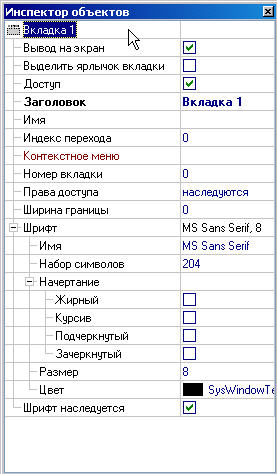 Инспектор объектов
Вкладка 1
Вывод на экран
Выделить ярлычок вкладки
Доступ
Заголовок Вкладка 1
Имя
Индекс перехода 0
Контекстное меню
Номер вкладки 0
Права доступа наследуются
Ширина границы 0
Шрифт MS Sans Serif, 8
Имя MS Sans Serif
Набор символов 204
Начертание
Жирный
Курсив
Подчеркнутый
Зачеркнутый
Размер 8
Цвет SysWindowTe
Шрифт наследуется